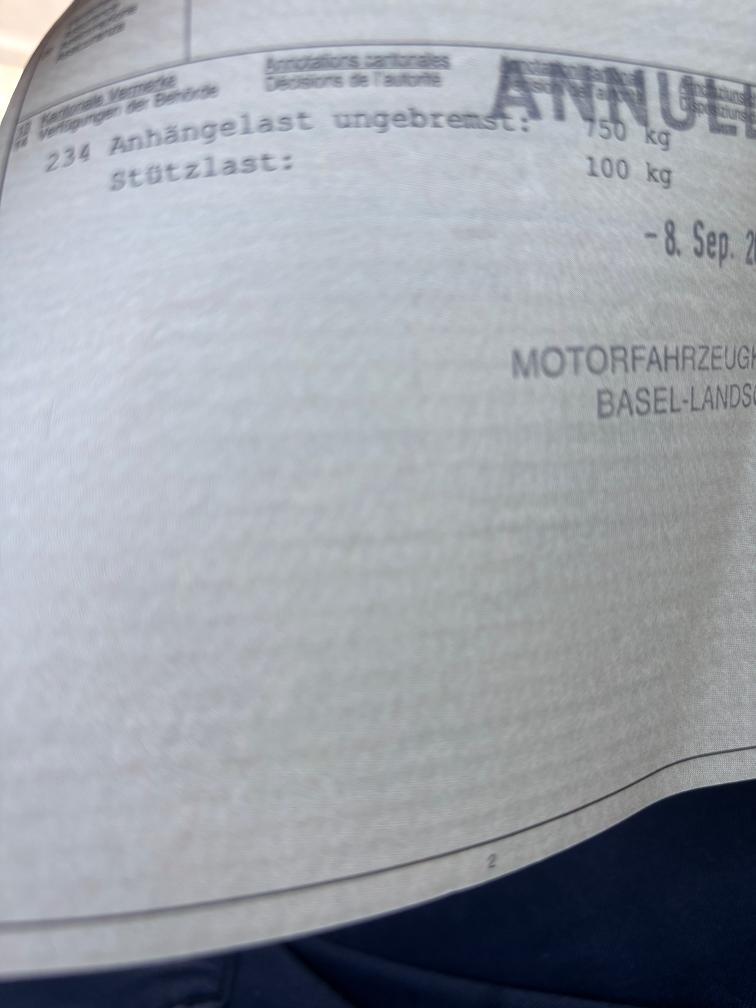 Kantonale Vermerke
Verfügungen der Behörde
Annotations cantonales
Décisions de l'autorité
ANNUL
234 Anhängelast ungebremst: 750 kg
Stützlast: 100 kg
-8. Sep.
MOTORFAHRZEUG
BASEL-LANDS
2